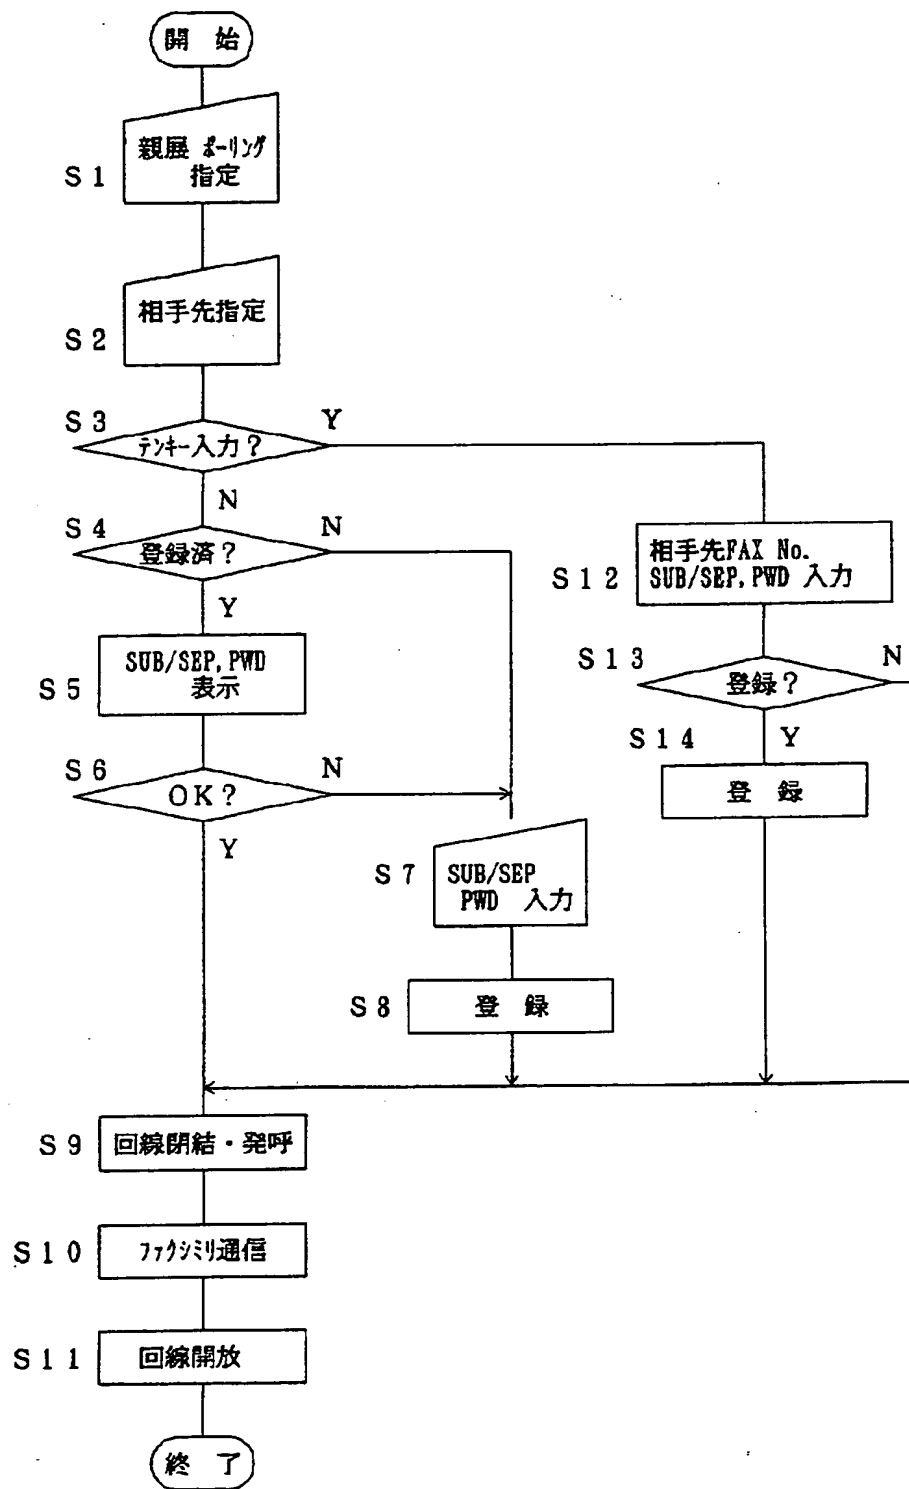 開 始
親展 ポーリング
指定
S1
相手先指定
S2
S3
Y
テンキー入力?
N
S4
N
登録済?
Y
相手先FAX No.
SUB/SEP, PWD 入力
S12
SUB/SEP, PWD
表示
S5
S13
N
登録?
S14
Y
S6
N
OK?
登 録
Y
S7
SUB/SEP
PWD 入力
S8
登 録
S9
回線閉結・発呼
S10
ファクシミリ通信
S11
回線開放
終 了